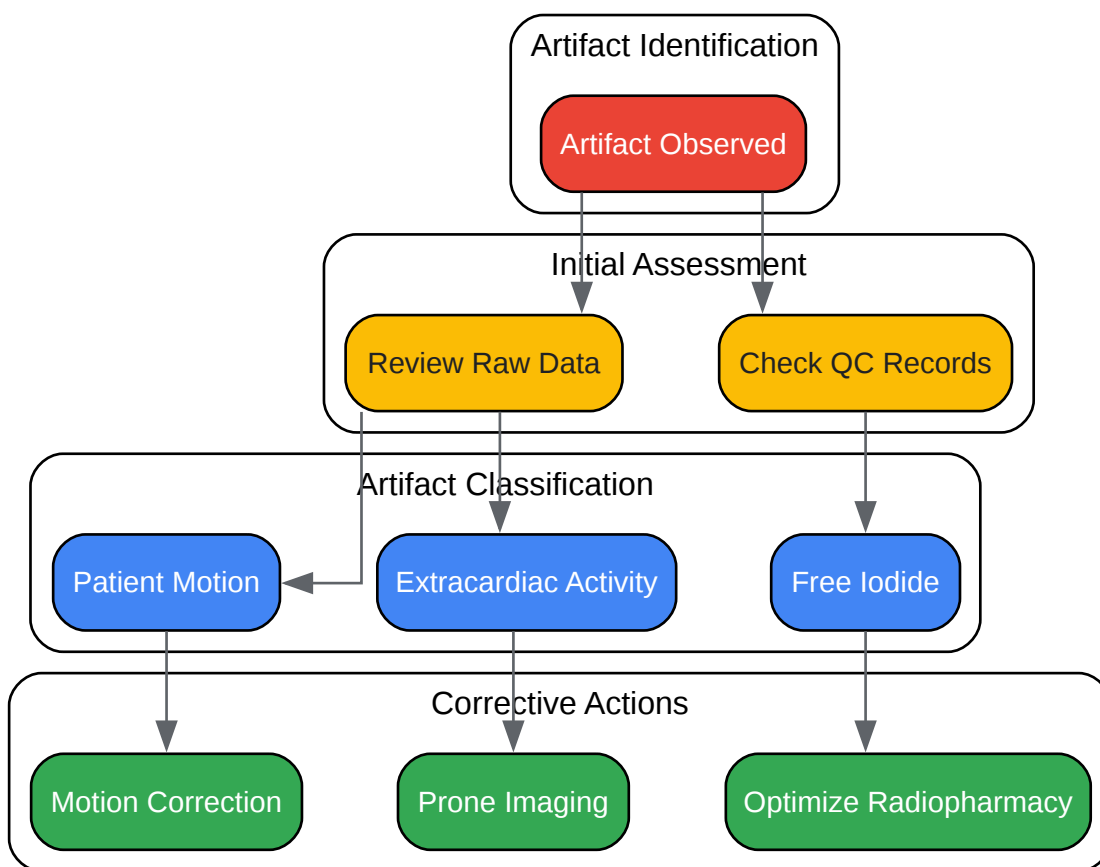 Artifact Identification
Artifact Observed
Initial Assessment
Review Raw Data
Check QC Records
Artifact Classification
Patient Motion
Extracardiac Activity
Free Iodide
Corrective Actions
Motion Correction
Prone Imaging
Optimize Radiopharmacy